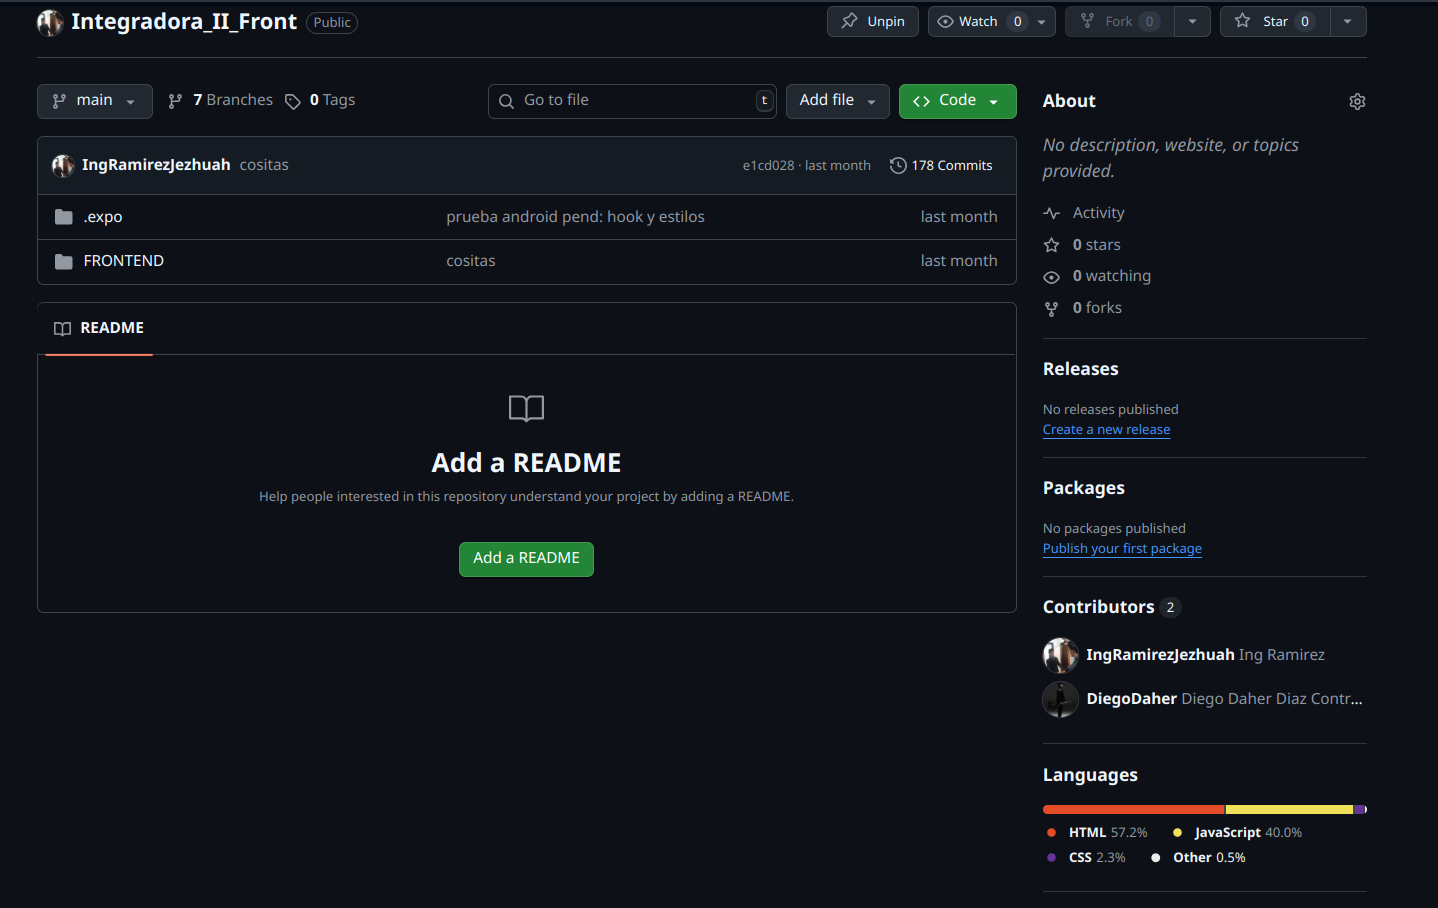 Integradora_II_Front Public Unpin Watch 0 Fork 0 Star 0
main 7 Branches 0 Tags Go to file t Add file Code
IngRamirezJezhuah cositas e1cd028 · last month 178 Commits
.expo prueba android pend: hook y estilos last month
FRONTEND cositas last month
README
Add a README
Help people interested in this repository understand your project by adding a README.
Add a README
About
No description, website, or topics
provided.
Activity
0 stars
0 watching
0 forks
Releases
No releases published
Create a new release
Packages
No packages published
Publish your first package
Contributors 2
IngRamirezJezhuah Ing Ramirez
DiegoDaher Diego Daher Diaz Contr...
Languages
HTML 57.2% JavaScript 40.0%
CSS 2.3% Other 0.5%